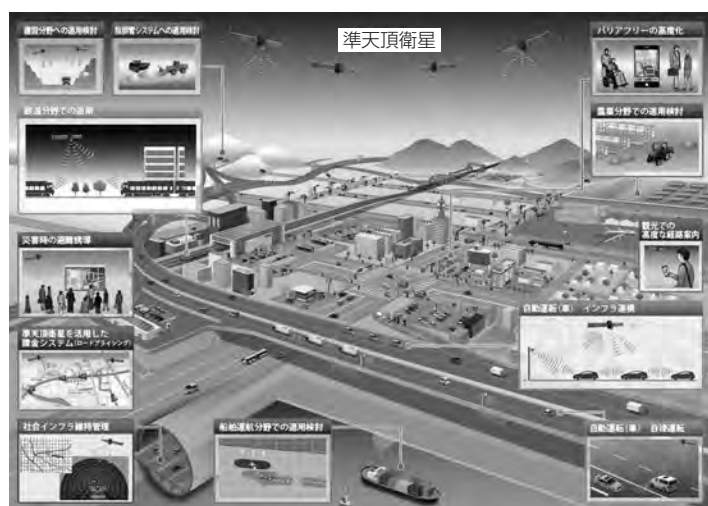 準天頂衛星
建設分野への適用検討
除排雪システムへの適用検討
バリアフリーの高度化
鉄道分野での適用
農業分野での適用検討
災害時の避難誘導
観光での
高度な経路案内
準天頂衛星を活用した
課金システム(ロードプライシング)
自動運転(車) インフラ連携
社会インフラ維持管理
船舶運航分野での適用検討
自動運転(車) 自律運転